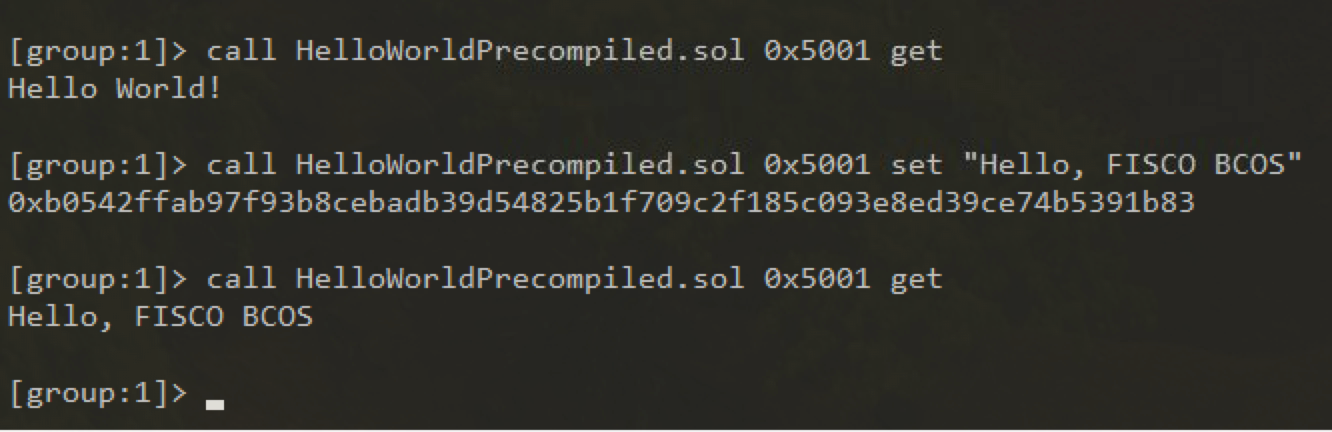 [group:1]> call HelloWorldPrecompiled.sol 0x5001 get
Hello World!
[group:1]> call HelloWorldPrecompiled.sol 0x5001 set "Hello, FISCO BCOS"
0xb0542ffab97f93b8cebadb39d54825b1f709c2f185c093e8ed39ce74b5391b83
[group:1]> call HelloWorldPrecompiled.sol 0x5001 get
Hello, FISCO BCOS
[group:1]>